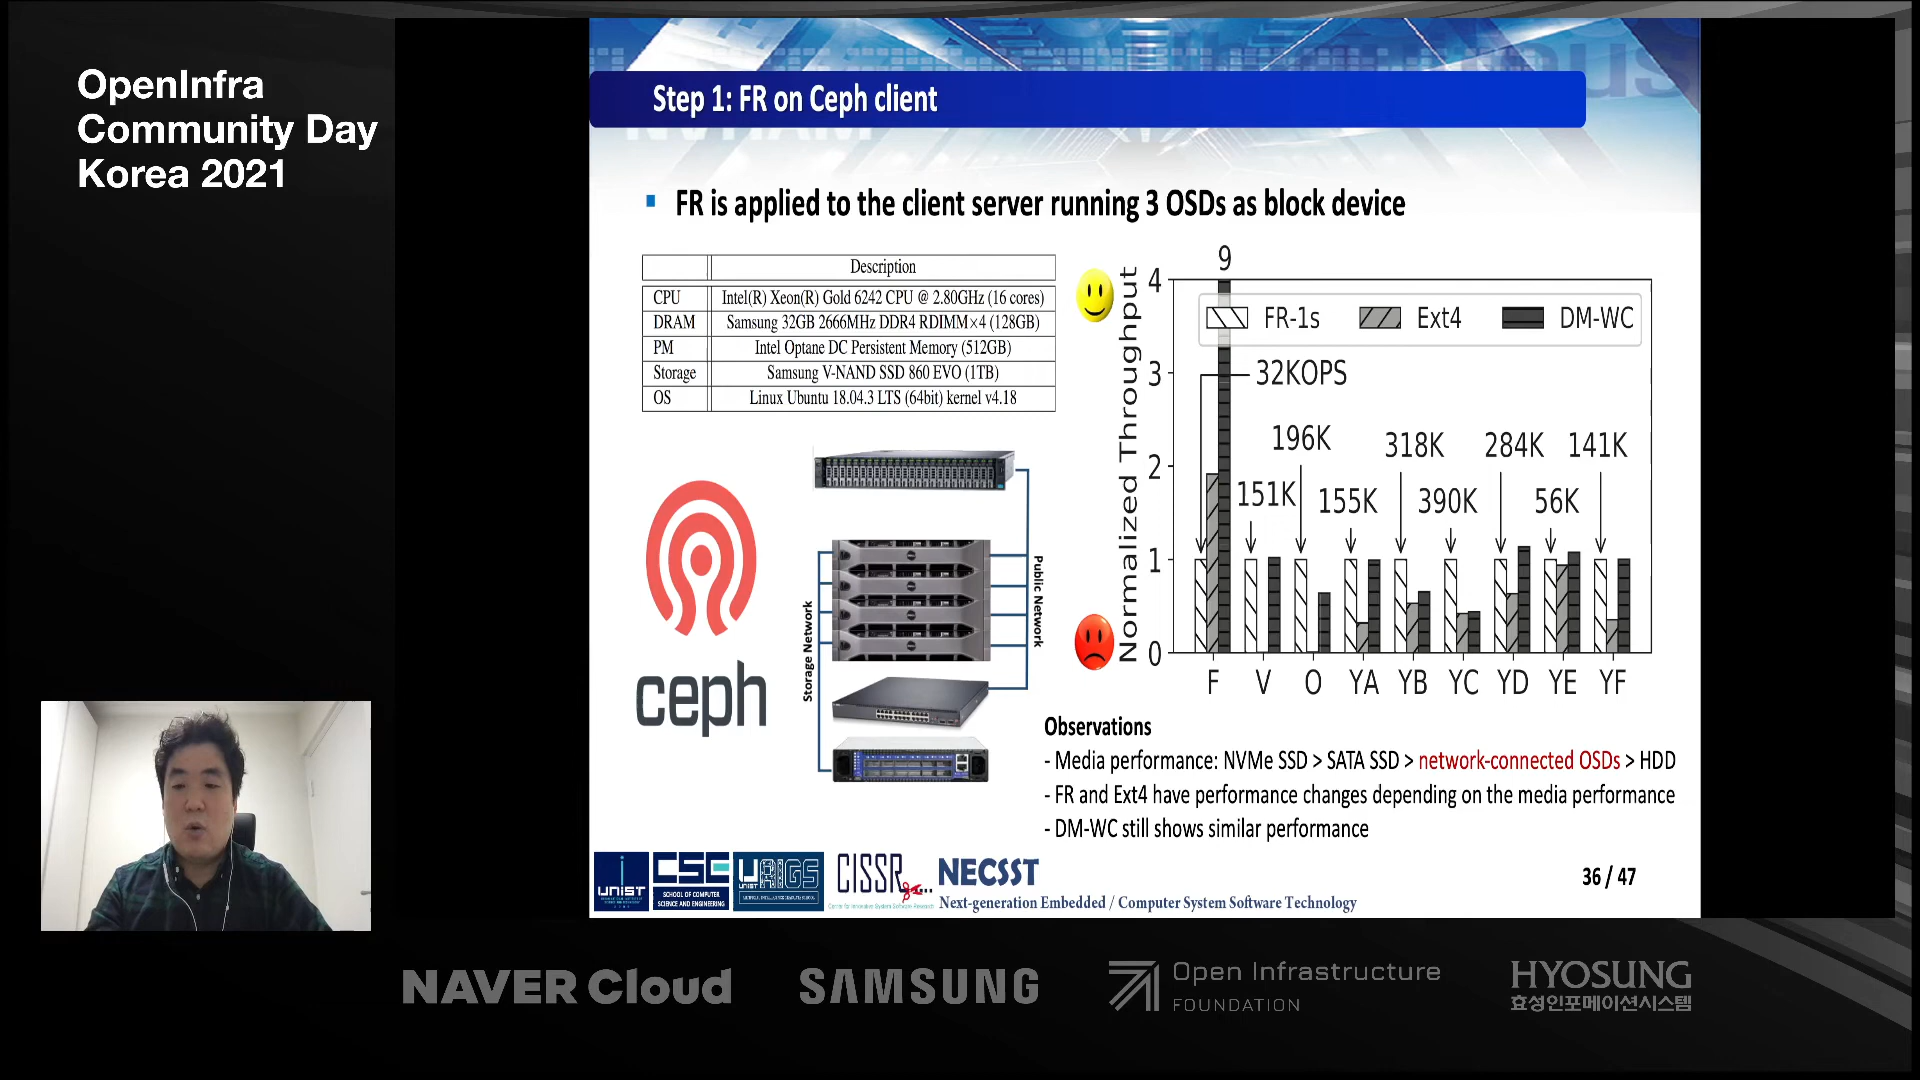 OpenInfra
Community Day
Korea 2021
Step 1: FR on Ceph client
FR is applied to the client server running 3 OSDs as block device
Description
CPU Intel(R) Xeon(R) Gold 6242 CPU @ 2.80GHz (16 cores)
DRAM Samsung 32GB 2666MHz DDR4 RDIMM×4 (128GB)
PM Intel Optane DC Persistent Memory (512GB)
Storage Samsung V-NAND SSD 860 EVO (1TB)
OS Linux Ubuntu 18.04.3 LTS (64bit) kernel v4.18
ceph
Storage Network
Public Network
Normalized Throughput
9
4
3
2
1
0
FR-1s Ext4 DM-WC
32KOPS
196K 318K 284K 141K
151K 155K 390K 56K
F V O YA YB YC YD YE YF
Observations
- Media performance: NVMe SSD > SATA SSD > network-connected OSDs > HDD
- FR and Ext4 have performance changes depending on the media performance
- DM-WC still shows similar performance
36 / 47
UNIST
CSE
SCHOOL OF COMPUTER
SCIENCE AND ENGINEERING
UNIST
CISSR
NECSST
Next-generation Embedded / Computer System Software Technology
NAVER Cloud
SAMSUNG
Open Infrastructure
FOUNDATION
HYOSUNG
효성인포메이션시스템